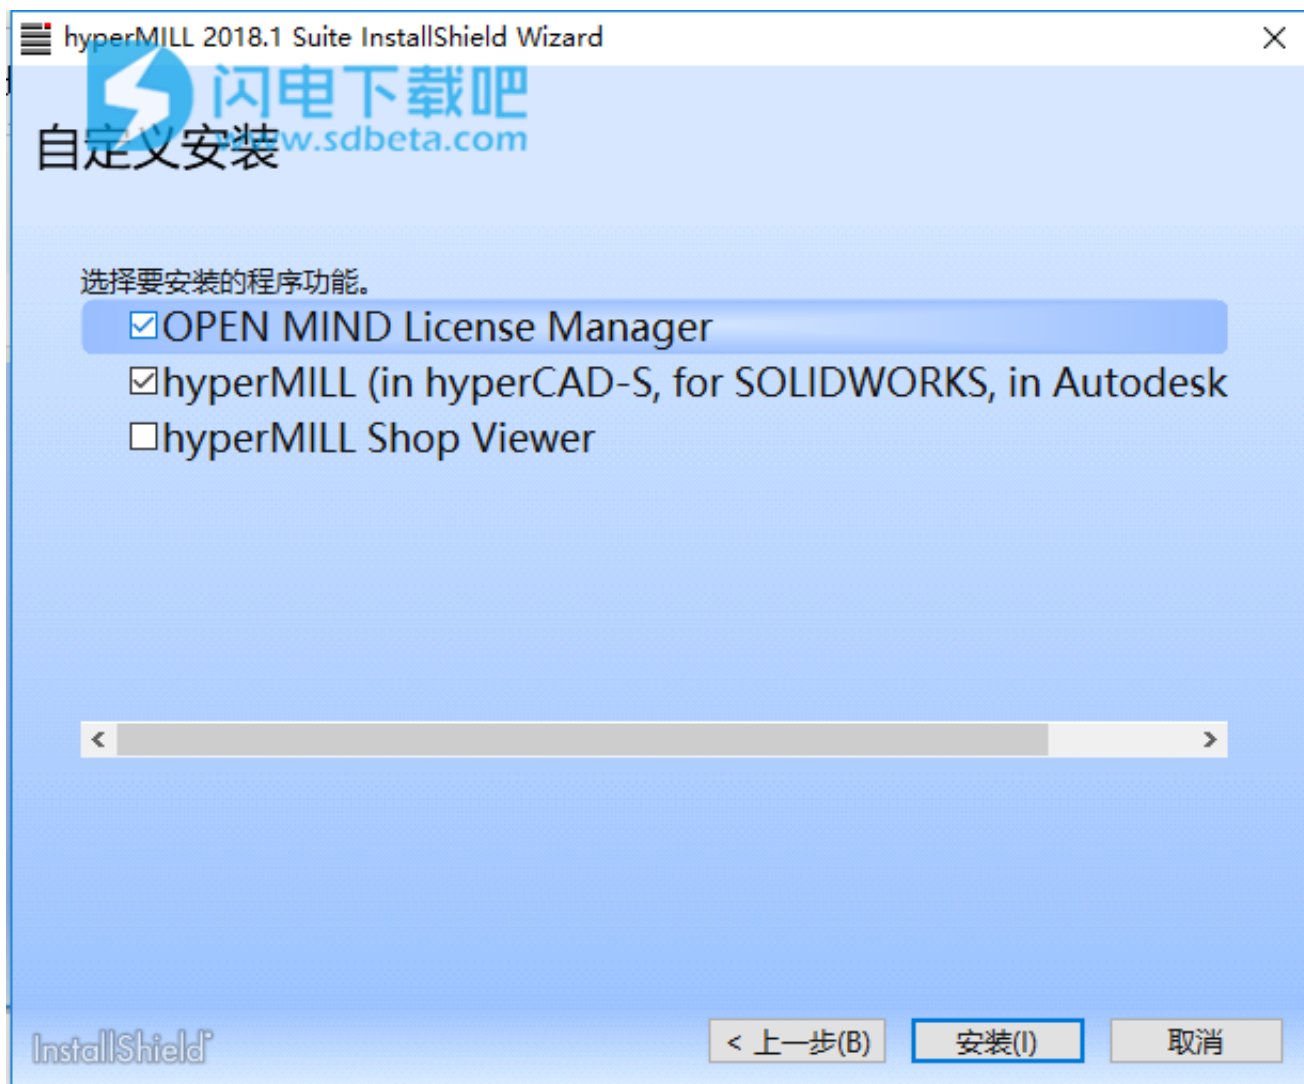 hyperMILL 2018.1 Suite InstallShield Wizard
闪电下载吧
www.sdbeta.com
自定义安装
选择要安装的程序功能。
OPEN MIND License Manager
hyperMILL (in hyperCAD-S, for SOLIDWORKS, in Autodesk
hyperMILL Shop Viewer
InstallShield
< 上一步(B)
安装(I)
取消